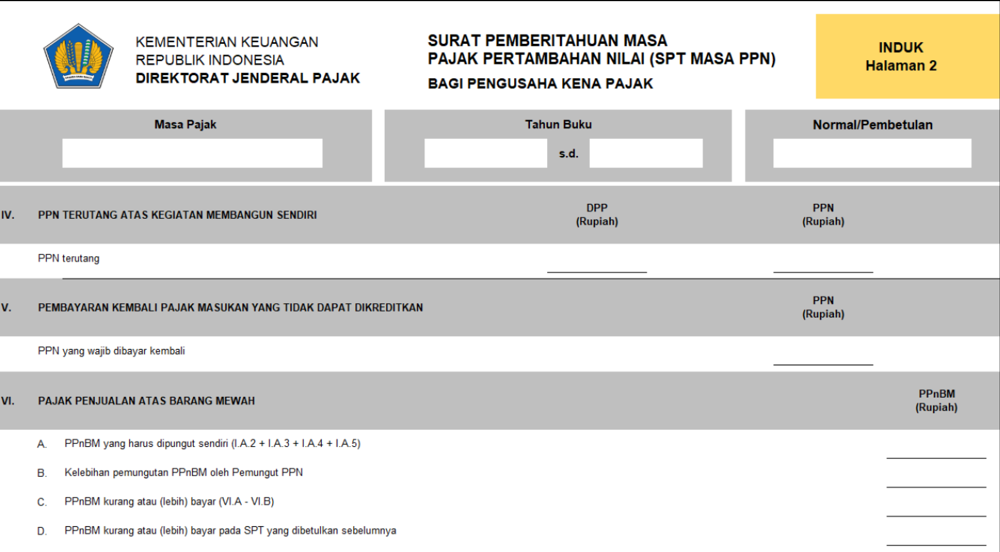 KEMENTERIAN KEUANGAN
REPUBLIK INDONESIA
DIREKTORAT JENDERAL PAJAK
SURAT PEMBERITAHUAN MASA
PAJAK PERTAMBAHAN NILAI (SPT MASA PPN)
BAGI PENGUSAHA KENA PAJAK
INDUK
Halaman 2
Masa Pajak
Tahun Buku
s.d.
Normal/Pembetulan
IV. PPN TERUTANG ATAS KEGIATAN MEMBANGUN SENDIRI
DPP
(Rupiah)
PPN
(Rupiah)
PPN terutang
V. PEMBAYARAN KEMBALI PAJAK MASUKAN YANG TIDAK DAPAT DIKREDITKAN
PPN
(Rupiah)
PPN yang wajib dibayar kembali
VI. PAJAK PENJUALAN ATAS BARANG MEWAH
PPnBM
(Rupiah)
A. PPnBM yang harus dipungut sendiri (I.A.2 + I.A.3 + I.A.4 + I.A.5)
B. Kelebihan pemungutan PPnBM oleh Pemungut PPN
C. PPnBM kurang atau (lebih) bayar (VI.A - VI.B)
D. PPnBM kurang atau (lebih) bayar pada SPT yang dibetulkan sebelumnya